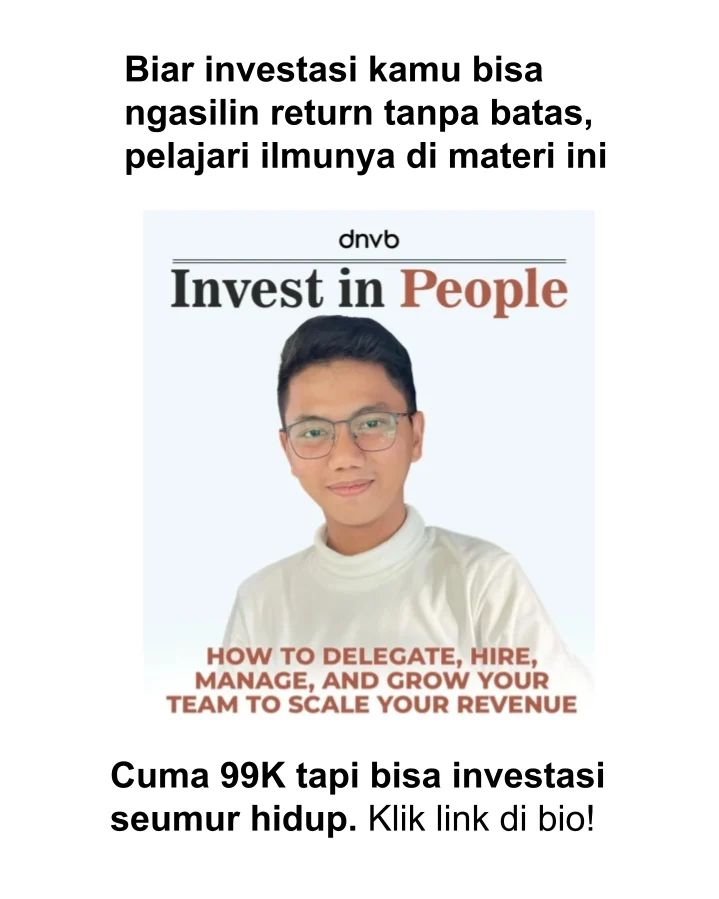 Biar investasi kamu bisa
ngasilin return tanpa batas,
pelajari ilmunya di materi ini
dnvb
Invest in People
HOW TO DELEGATE, HIRE,
MANAGE, AND GROW YOUR
TEAM TO SCALE YOUR REVENUE
Cuma 99K tapi bisa investasi
seumur hidup. Klik link di bio!